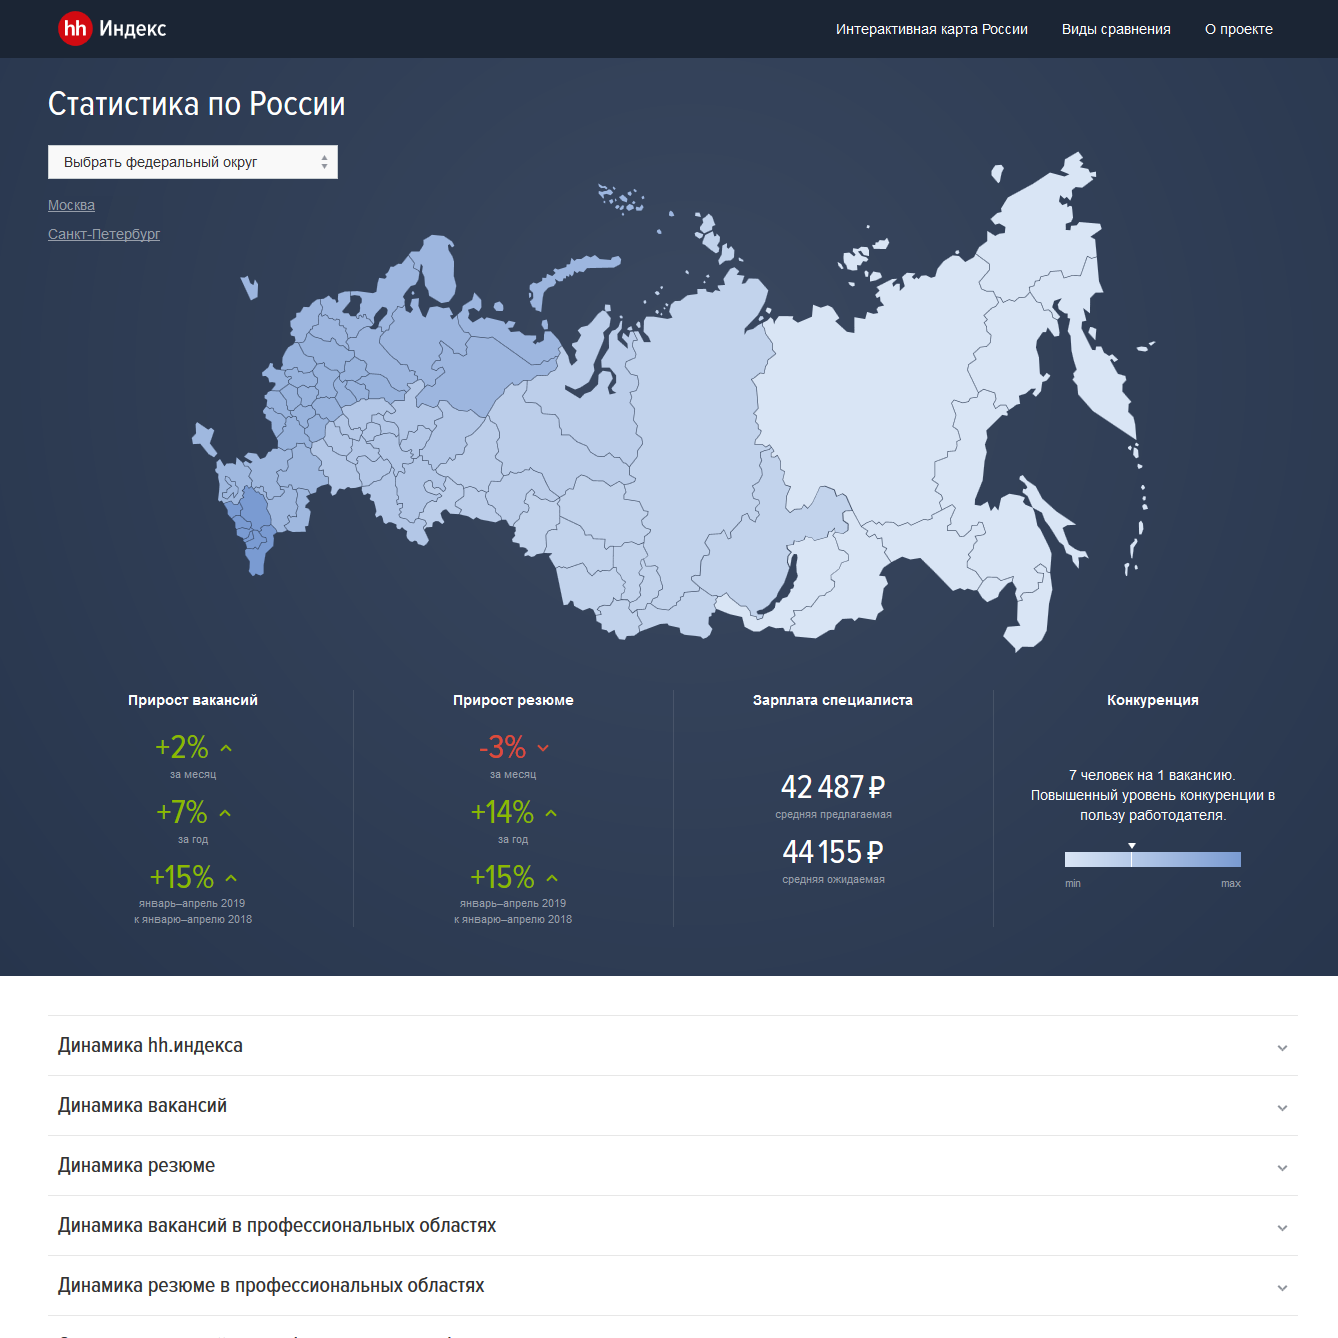 hh Индекс
Интерактивная карта России
Виды сравнения
О проекте
Статистика по России
Выбрать федеральный округ
Москва
Санкт-Петербург
Прирост вакансий
+2%
за месяц
+7%
за год
+15%
январь–апрель 2019
к январю–апрелю 2018
Прирост резюме
-3%
за месяц
+14%
за год
+15%
январь–апрель 2019
к январю–апрелю 2018
Зарплата специалиста
42 487 ₽
средняя предлагаемая
44 155 ₽
средняя ожидаемая
Конкуренция
7 человек на 1 вакансию.
Повышенный уровень конкуренции в
пользу работодателя.
min
max
Динамика hh.индекса
Динамика вакансий
Динамика резюме
Динамика вакансий в профессиональных областях
Динамика резюме в профессиональных областях